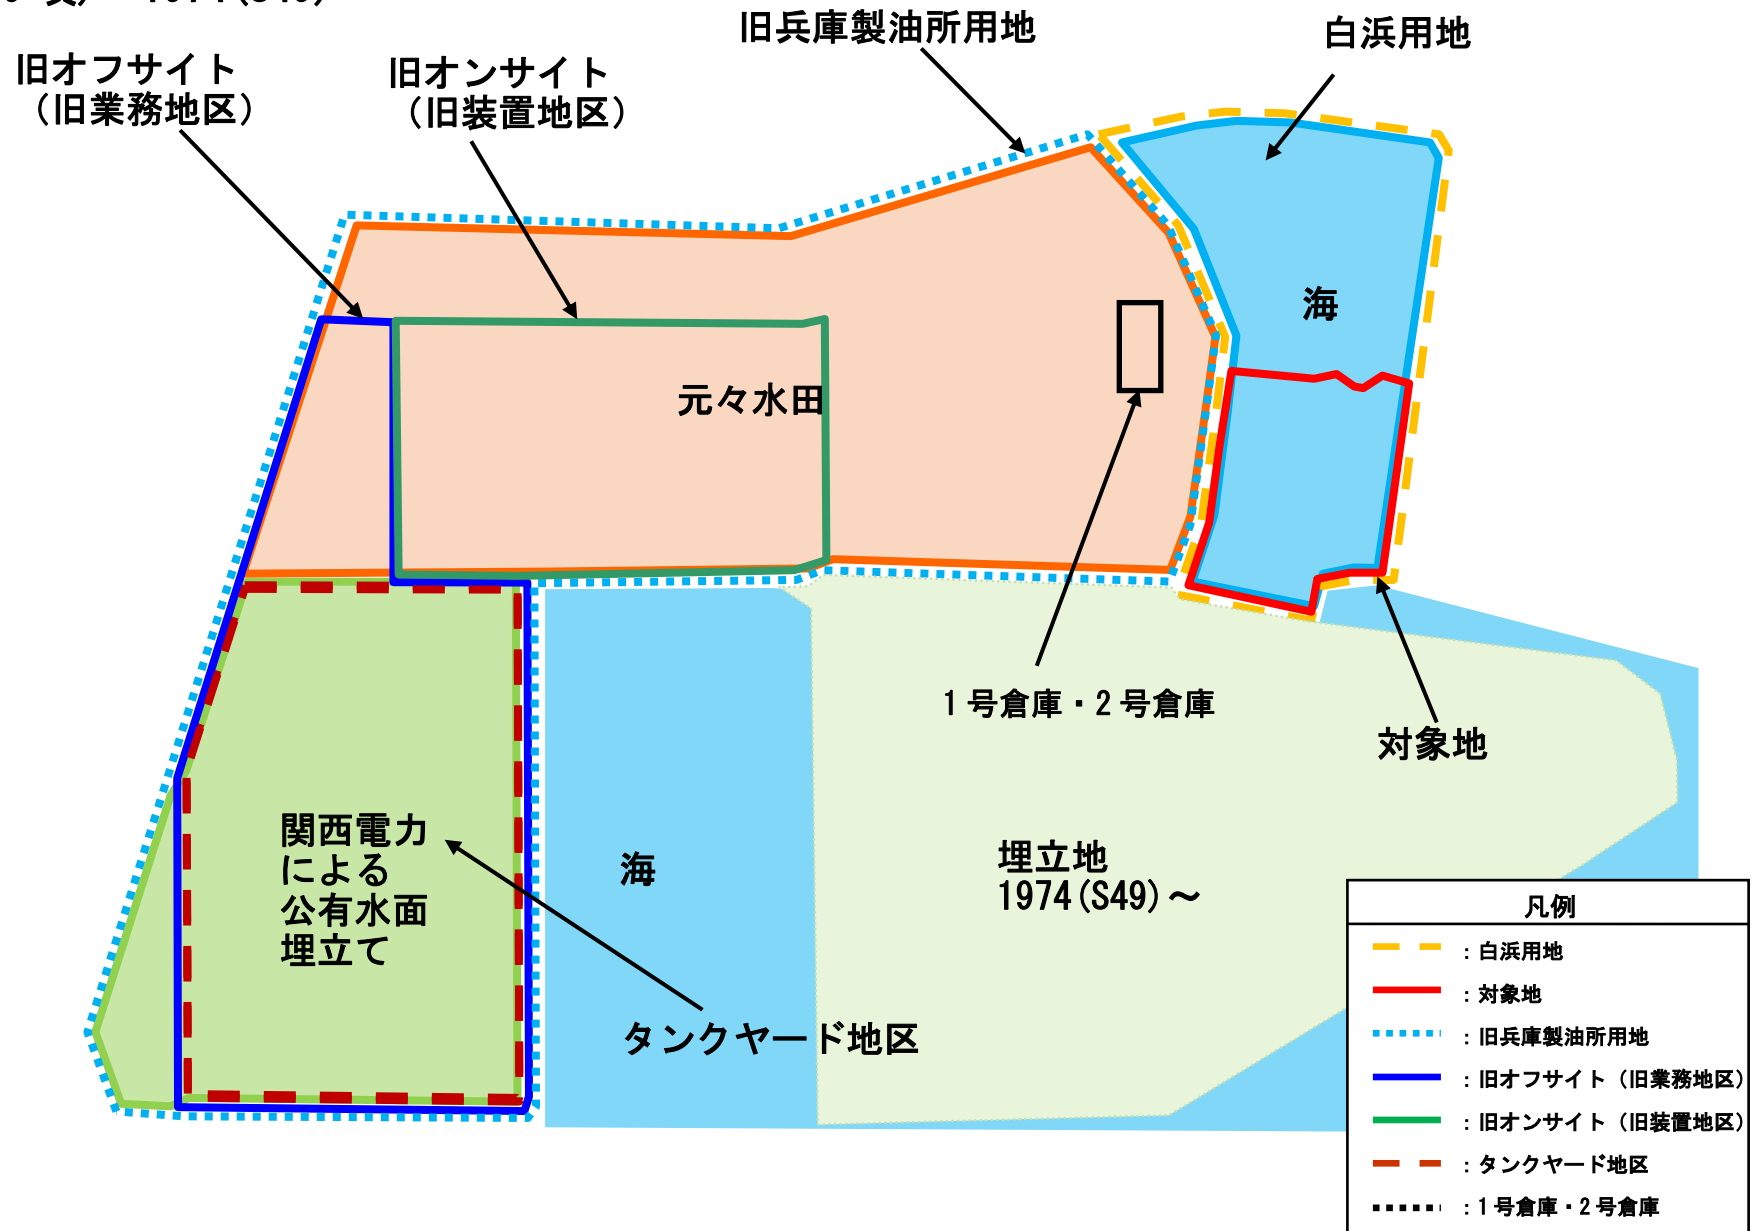 旧兵庫製油所用地
白浜用地
旧オフサイト
（旧業務地区）
旧オンサイト
（旧装置地区）
海
元々水田
1号倉庫・2号倉庫
対象地
関西電力
による
公有水面
埋立て
海
埋立地
1974(S49)～
タンクヤード地区
凡例
：白浜用地
：対象地
：旧兵庫製油所用地
：旧オフサイト（旧業務地区）
：旧オンサイト（旧装置地区）
：タンクヤード地区
：1号倉庫・2号倉庫